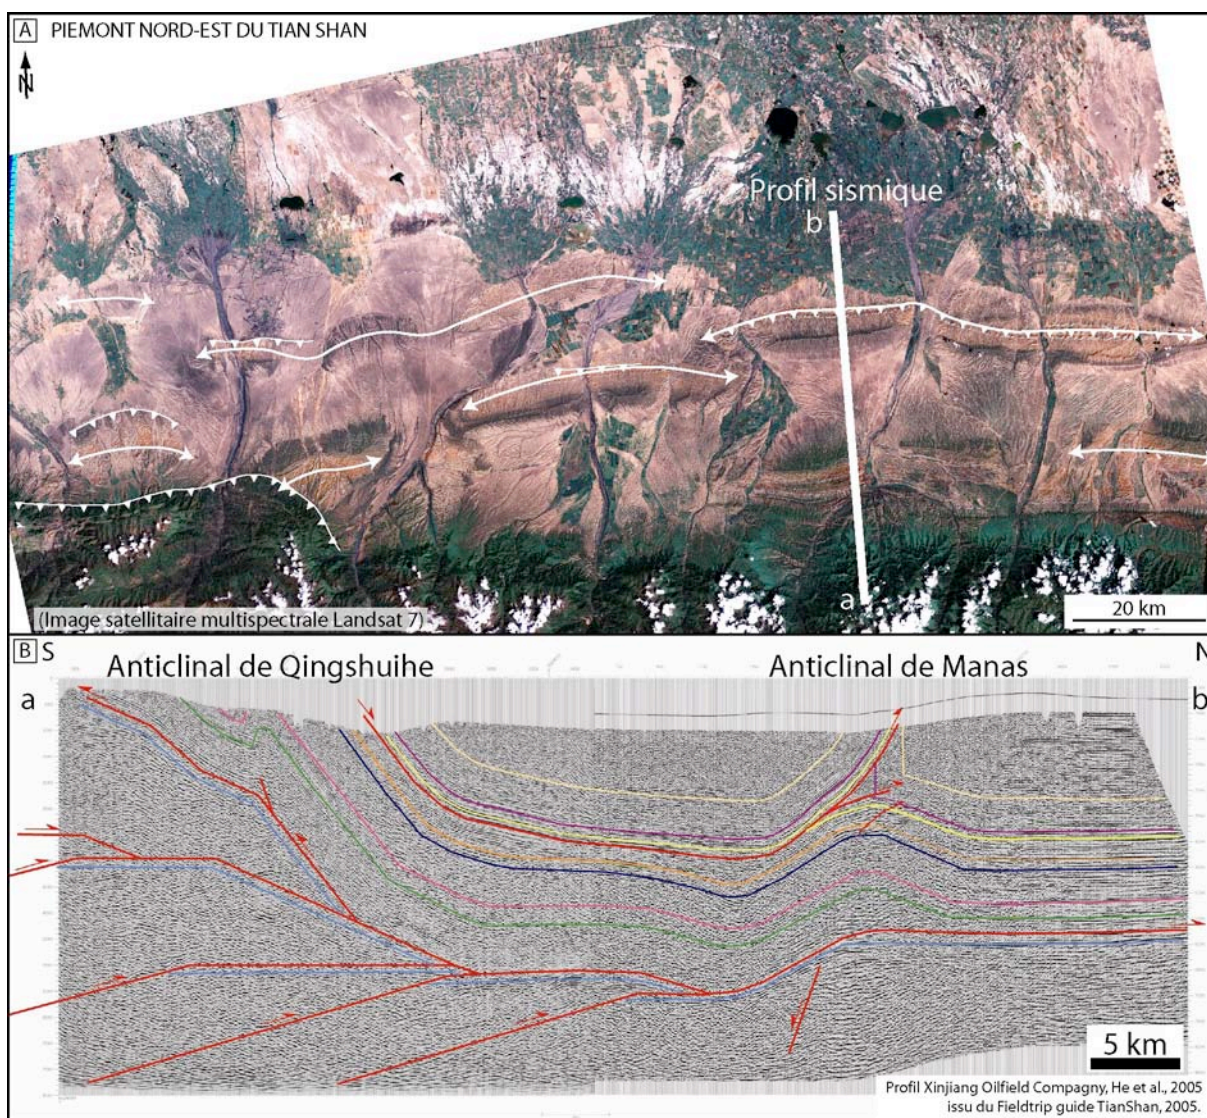 A PIEMONT NORD-EST DU TIAN SHAN
N
Profil sismique
b
a
20 km
(Image satellitaire multispectrale Landsat 7)
B S
Anticlinal de Qingshuihe
Anticlinal de Manas
N
a
b
5 km
Profil Xinjiang Oilfield Compagny, He et al., 2005
issu du Fieldtrip guide TianShan, 2005.